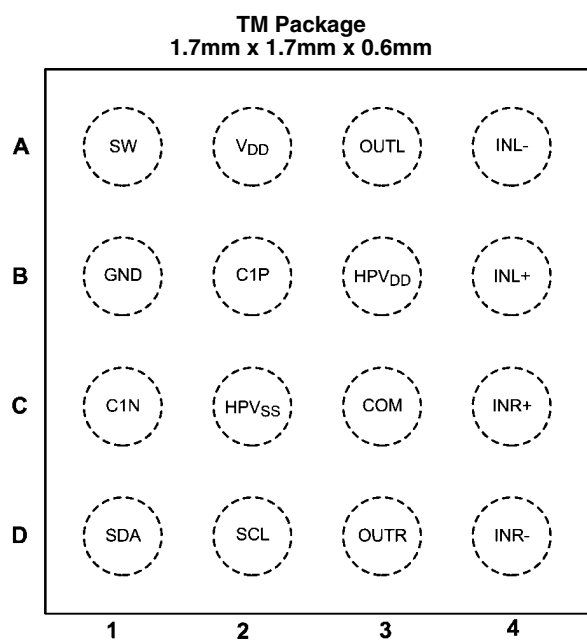 TM Package
1.7mm x 1.7mm x 0.6mm
A SW VDD OUTL INL-
B GND C1P HPVDD INL+
C C1N HPVSS COM INR+
D SDA SCL OUTR INR-
1 2 3 4